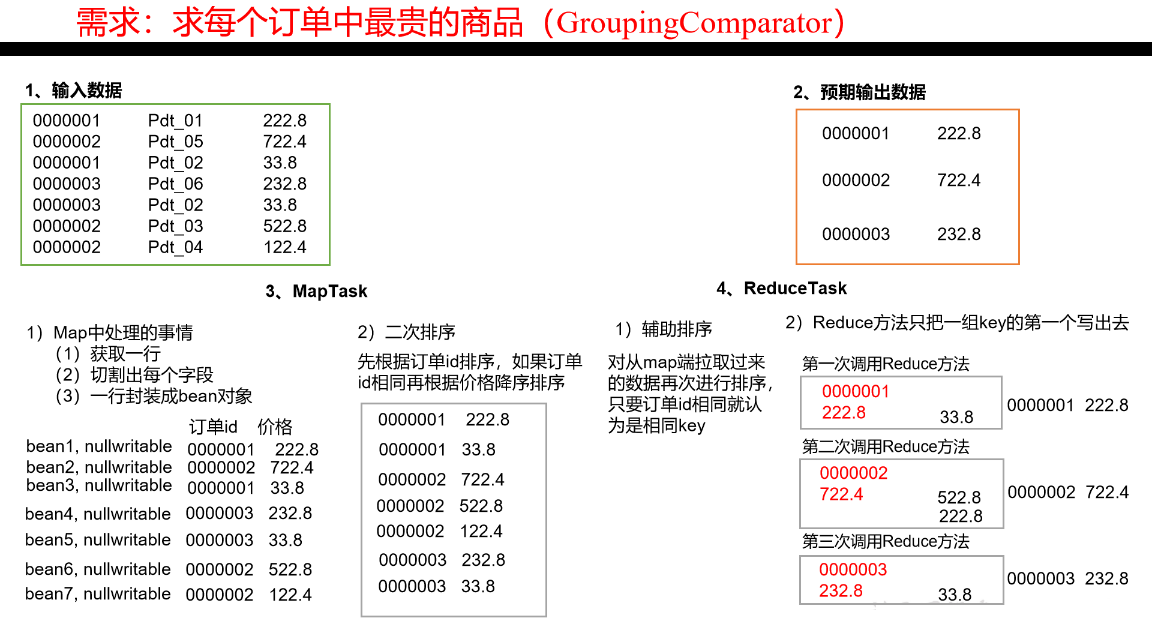 需求：求每个订单中最贵的商品（GroupingComparator）
1、输入数据
0000001 Pdt_01 222.8
0000002 Pdt_05 722.4
0000001 Pdt_02 33.8
0000003 Pdt_06 232.8
0000003 Pdt_02 33.8
0000002 Pdt_03 522.8
0000002 Pdt_04 122.4
2、预期输出数据
0000001 222.8
0000002 722.4
0000003 232.8
3、MapTask
1）Map中处理的事情
（1）获取一行
（2）切割出每个字段
（3）一行封装成bean对象
订单id 价格
bean1, nullwritable 0000001 222.8
bean2, nullwritable 0000002 722.4
bean3, nullwritable 0000001 33.8
bean4, nullwritable 0000003 232.8
bean5, nullwritable 0000003 33.8
bean6, nullwritable 0000002 522.8
bean7, nullwritable 0000002 122.4
2）二次排序
先根据订单id排序，如果订单
id相同再根据价格降序排序
0000001 222.8
0000001 33.8
0000002 722.4
0000002 522.8
0000002 122.4
0000003 232.8
0000003 33.8
4、ReduceTask
1）辅助排序
对从map端拉取过来
的数据再次进行排序，
只要订单id相同就认
为是相同key
2）Reduce方法只把一组key的第一个写出去
第一次调用Reduce方法
0000001
222.8 33.8
0000001 222.8
第二次调用Reduce方法
0000002
722.4 522.8
222.8
0000002 722.4
第三次调用Reduce方法
0000003
232.8 33.8
0000003 232.8